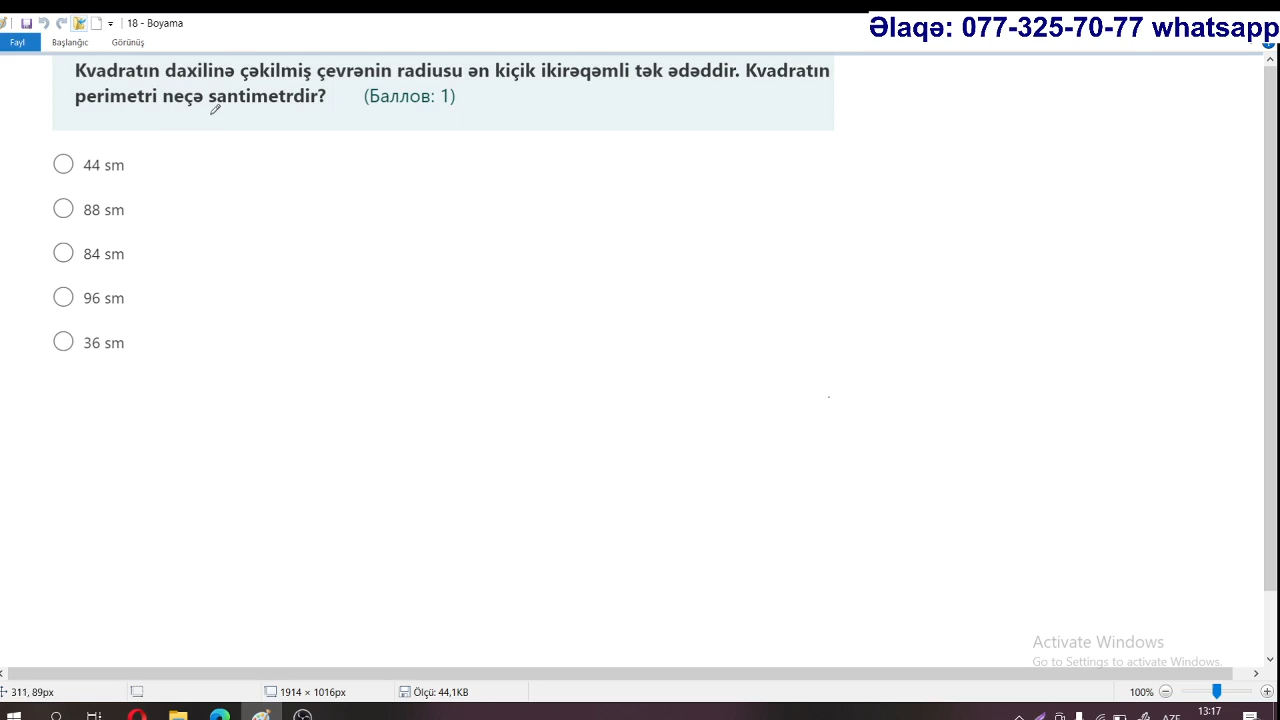 18 - Boyama
Əlaqə: 077-325-70-77 whatsapp
Fayl Başlanğıc Görünüş
Kvadratın daxilinə çəkilmiş çevrənin radiusu ən kiçik ikirəqəmli tək ədəddir. Kvadratın
perimetri neçə santimetrdir? (Баллов: 1)
44 sm
88 sm
84 sm
96 sm
36 sm
Activate Windows
Go to Settings to activate Windows.
311, 89px 1914 × 1016px Ölçü: 44,1KB 100%
AZE 13:17